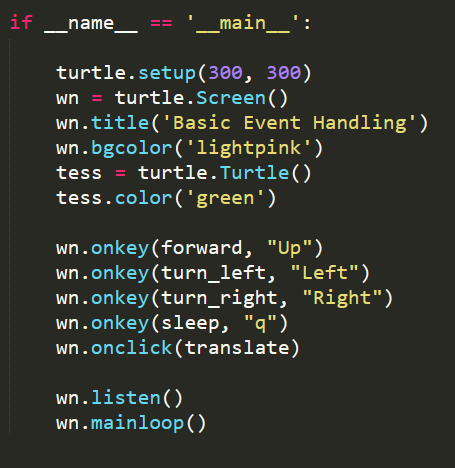 if __name__ == '__main__':
turtle.setup(300, 300)
wn = turtle.Screen()
wn.title('Basic Event Handling')
wn.bgcolor('lightpink')
tess = turtle.Turtle()
tess.color('green')
wn.onkey(forward, "Up")
wn.onkey(turn_left, "Left")
wn.onkey(turn_right, "Right")
wn.onkey(sleep, "q")
wn.onclick(translate)
wn.listen()
wn.mainloop()